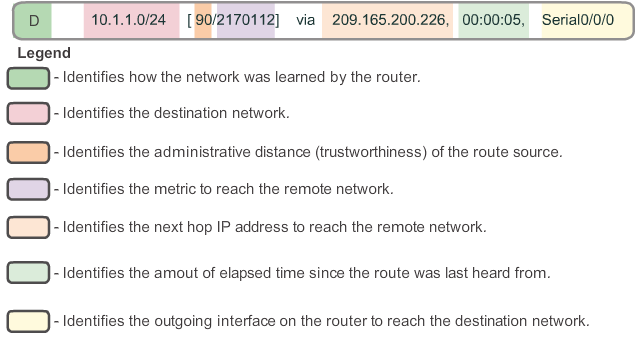 D 10.1.1.0/24 [ 90/2170112] via 209.165.200.226, 00:00:05, Serial0/0/0
Legend
- Identifies how the network was learned by the router.
- Identifies the destination network.
- Identifies the administrative distance (trustworthiness) of the route source.
- Identifies the metric to reach the remote network.
- Identifies the next hop IP address to reach the remote network.
- Identifies the amout of elapsed time since the route was last heard from.
- Identifies the outgoing interface on the router to reach the destination network.